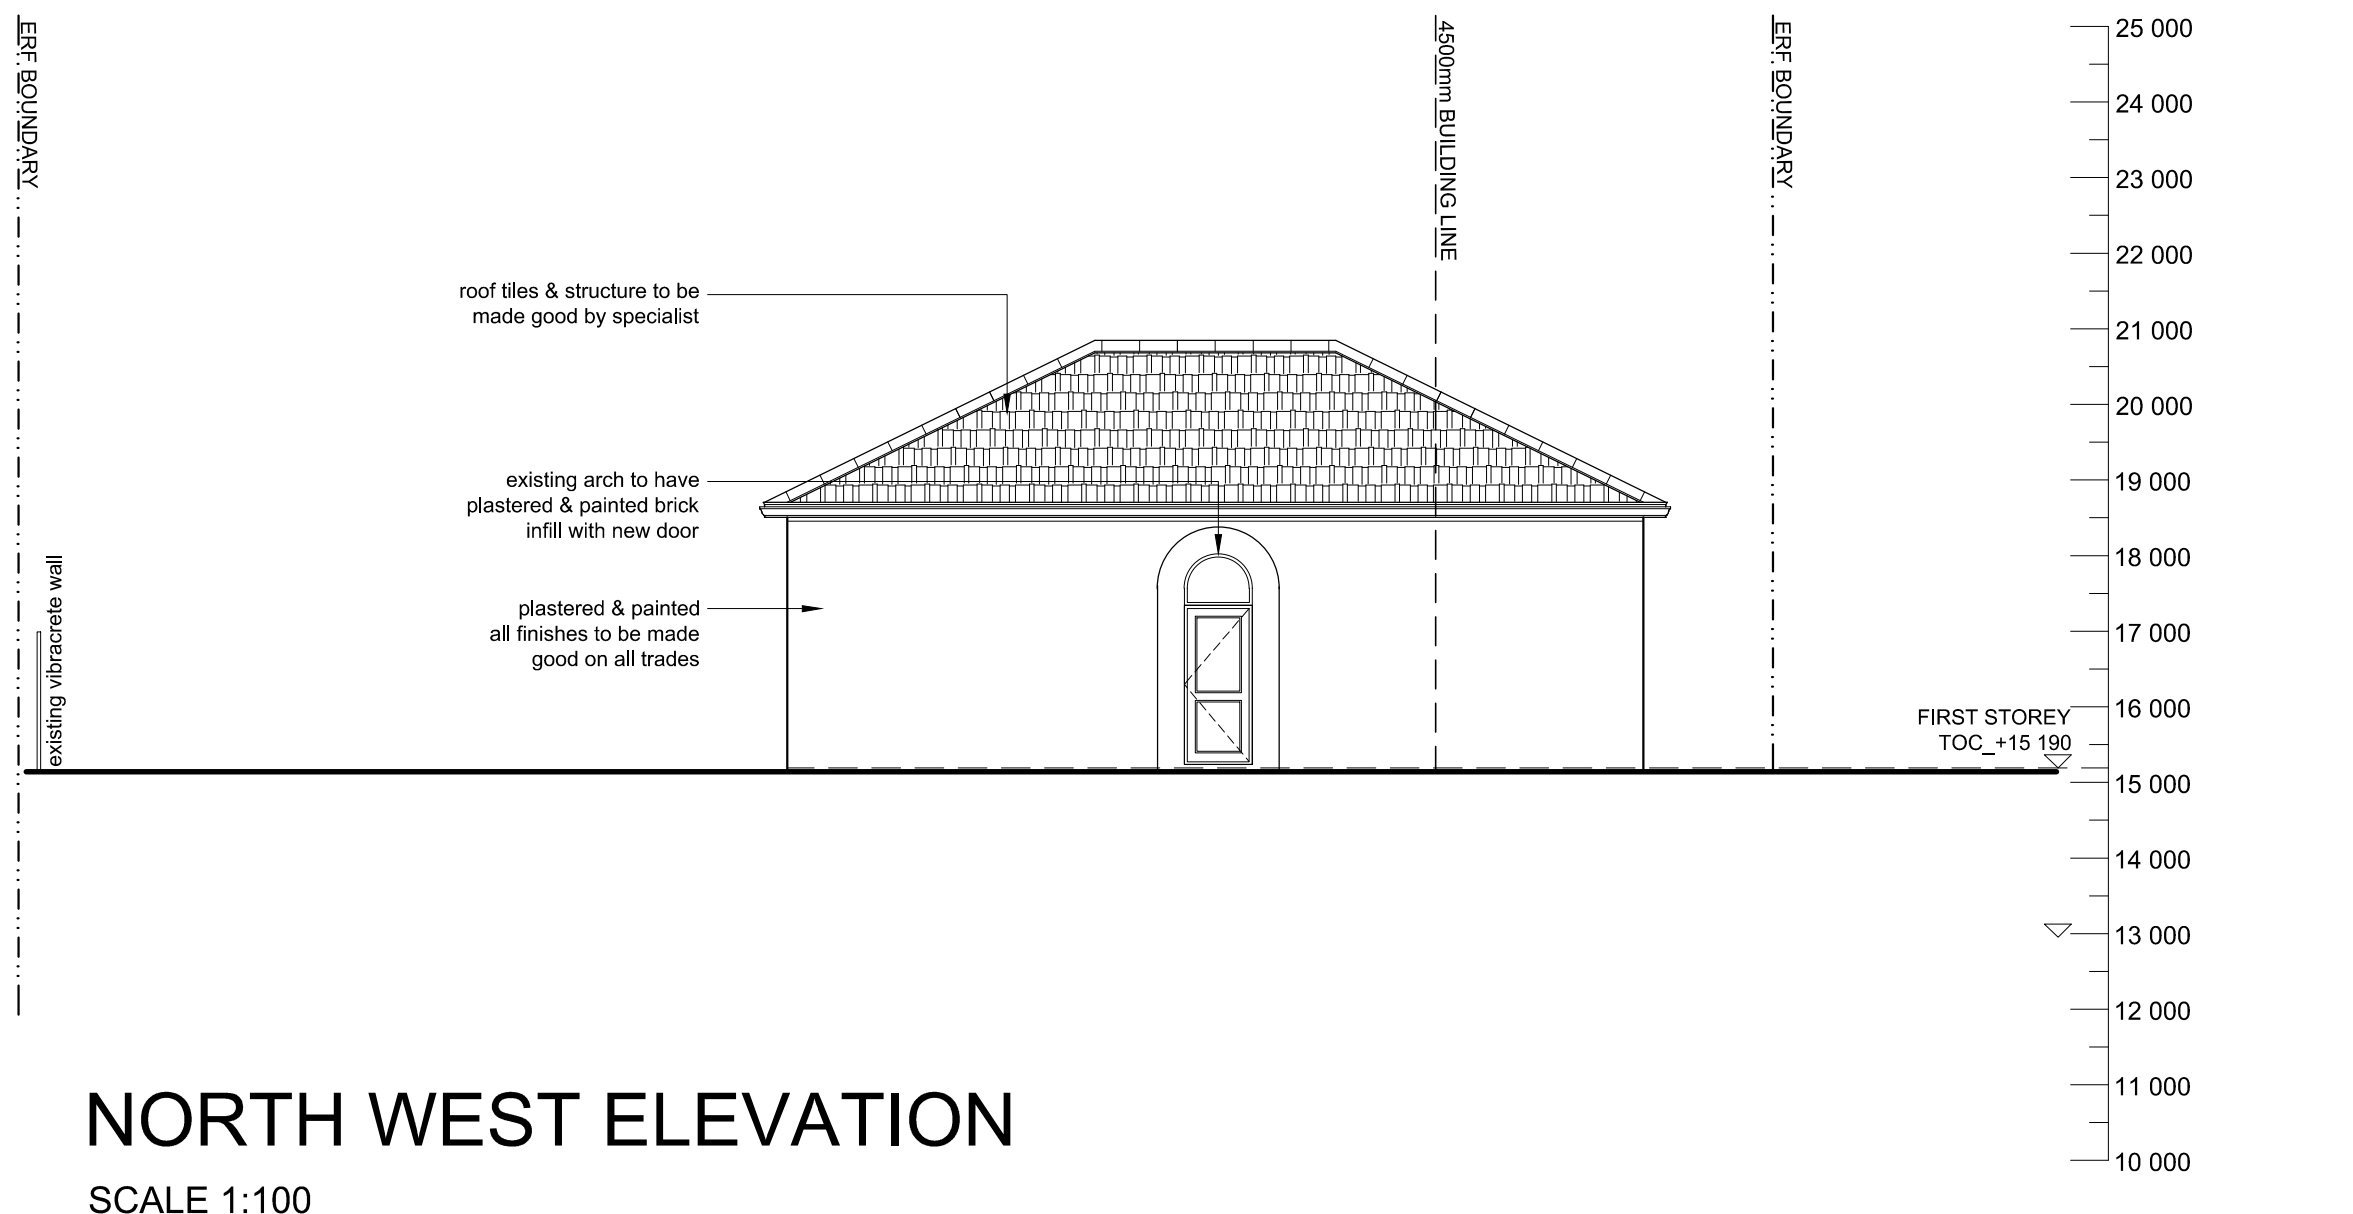 ERF BOUNDARY
4500mm BUILDING LINE
ERF BOUNDARY
roof tiles & structure to be
made good by specialist
existing arch to have
plastered & painted brick
infill with new door
plastered & painted
all finishes to be made
good on all trades
existing vibracrete wall
FIRST STOREY
TOC_+15 190
25 000
24 000
23 000
22 000
21 000
20 000
19 000
18 000
17 000
16 000
15 000
14 000
13 000
12 000
11 000
10 000
NORTH WEST ELEVATION
SCALE 1:100